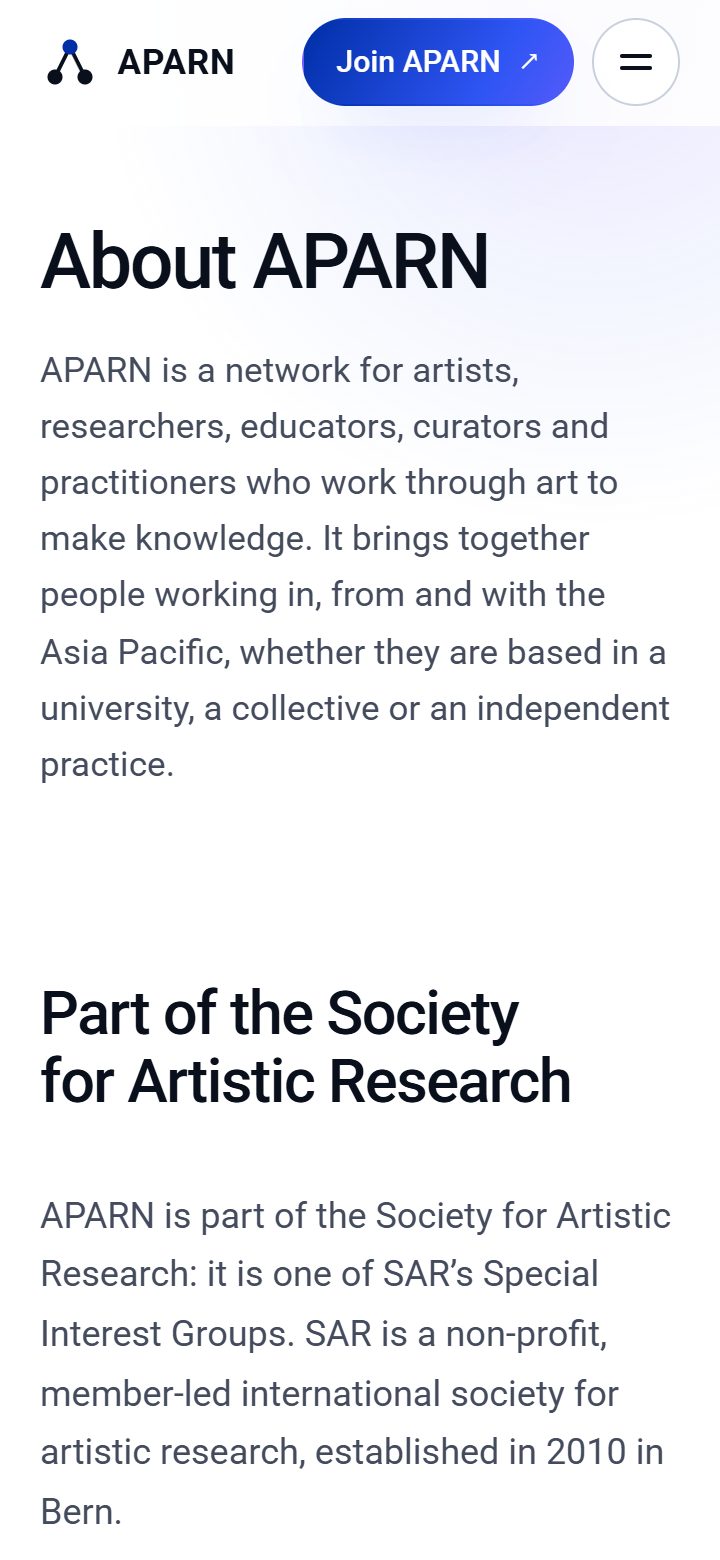 APARN
Join APARN ↗
About APARN
APARN is a network for artists,
researchers, educators, curators and
practitioners who work through art to
make knowledge. It brings together
people working in, from and with the
Asia Pacific, whether they are based in a
university, a collective or an independent
practice.
Part of the Society
for Artistic Research
APARN is part of the Society for Artistic
Research: it is one of SAR’s Special
Interest Groups. SAR is a non-profit,
member-led international society for
artistic research, established in 2010 in
Bern.